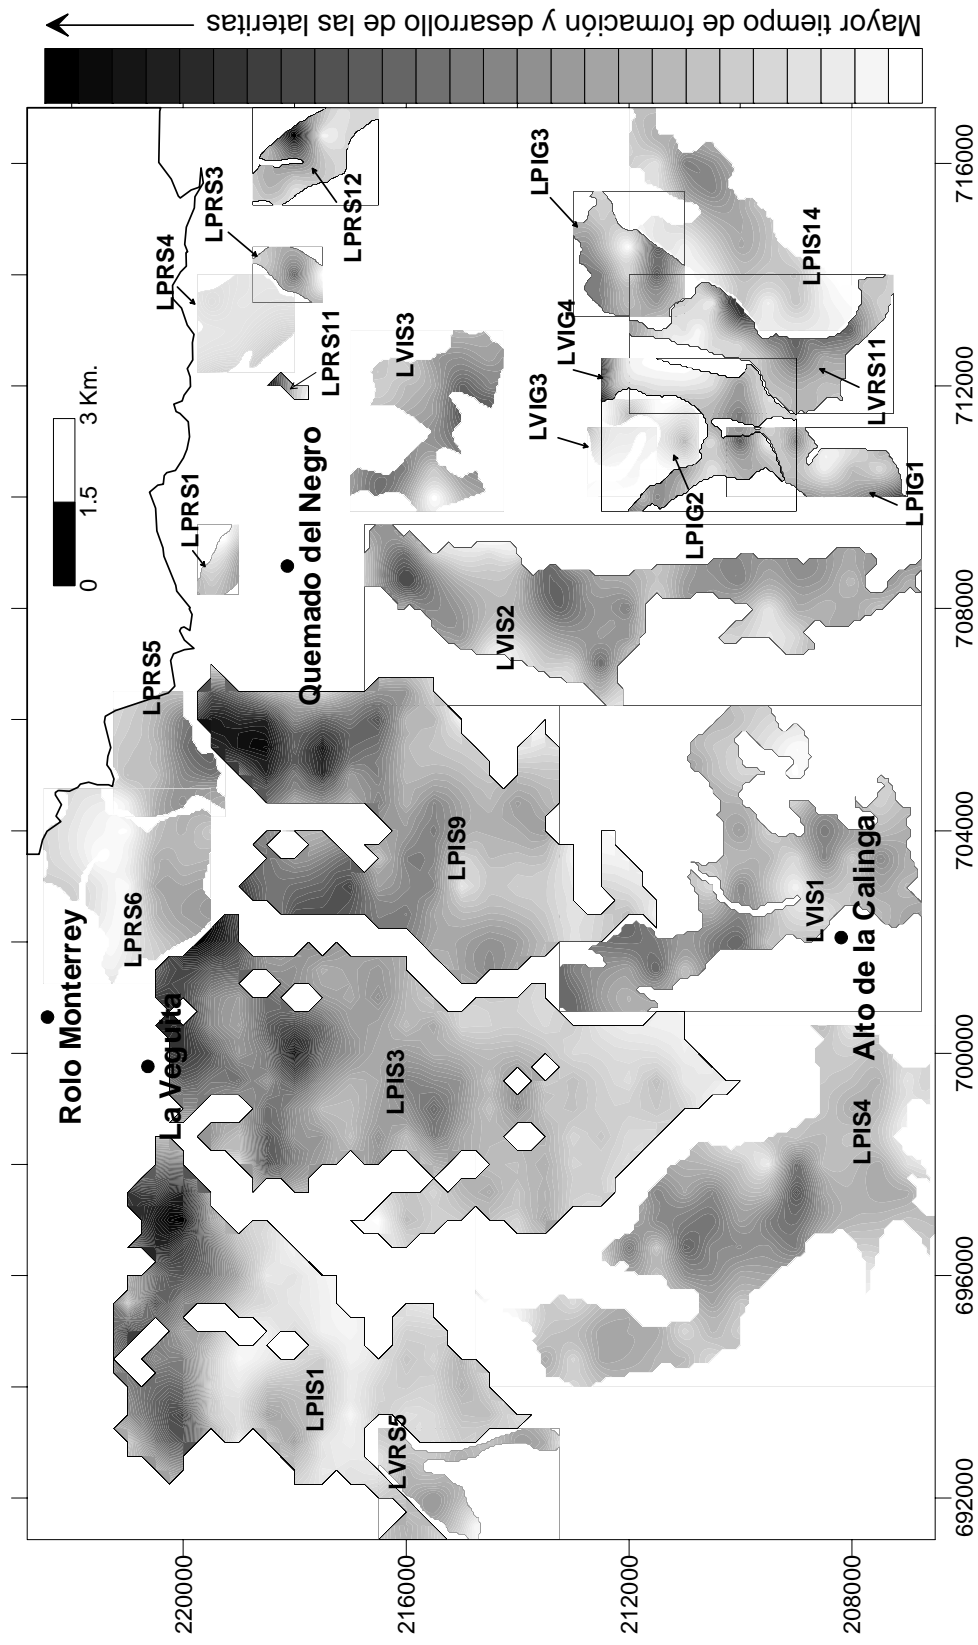 Mayor tiempo de formación y desarrollo de las lateritas
0 1.5 3 Km.
Rolo Monterrey
La Veguita
Quemado del Negro
Alto de la Calinga
LPRS6
LPRS5
LPRS1
LPRS4
LPRS3
LPRS11
LPRS12
LVIS3
LPIS1
LPIS3
LPIS9
LVIS2
LVRS5
LPIS4
LVIS1
LVIG3
LVIG4
LPIG3
LPIG2
LPIG1
LVRS11
LPIS14
220000
216000
212000
208000
692000
696000
700000
704000
708000
712000
716000